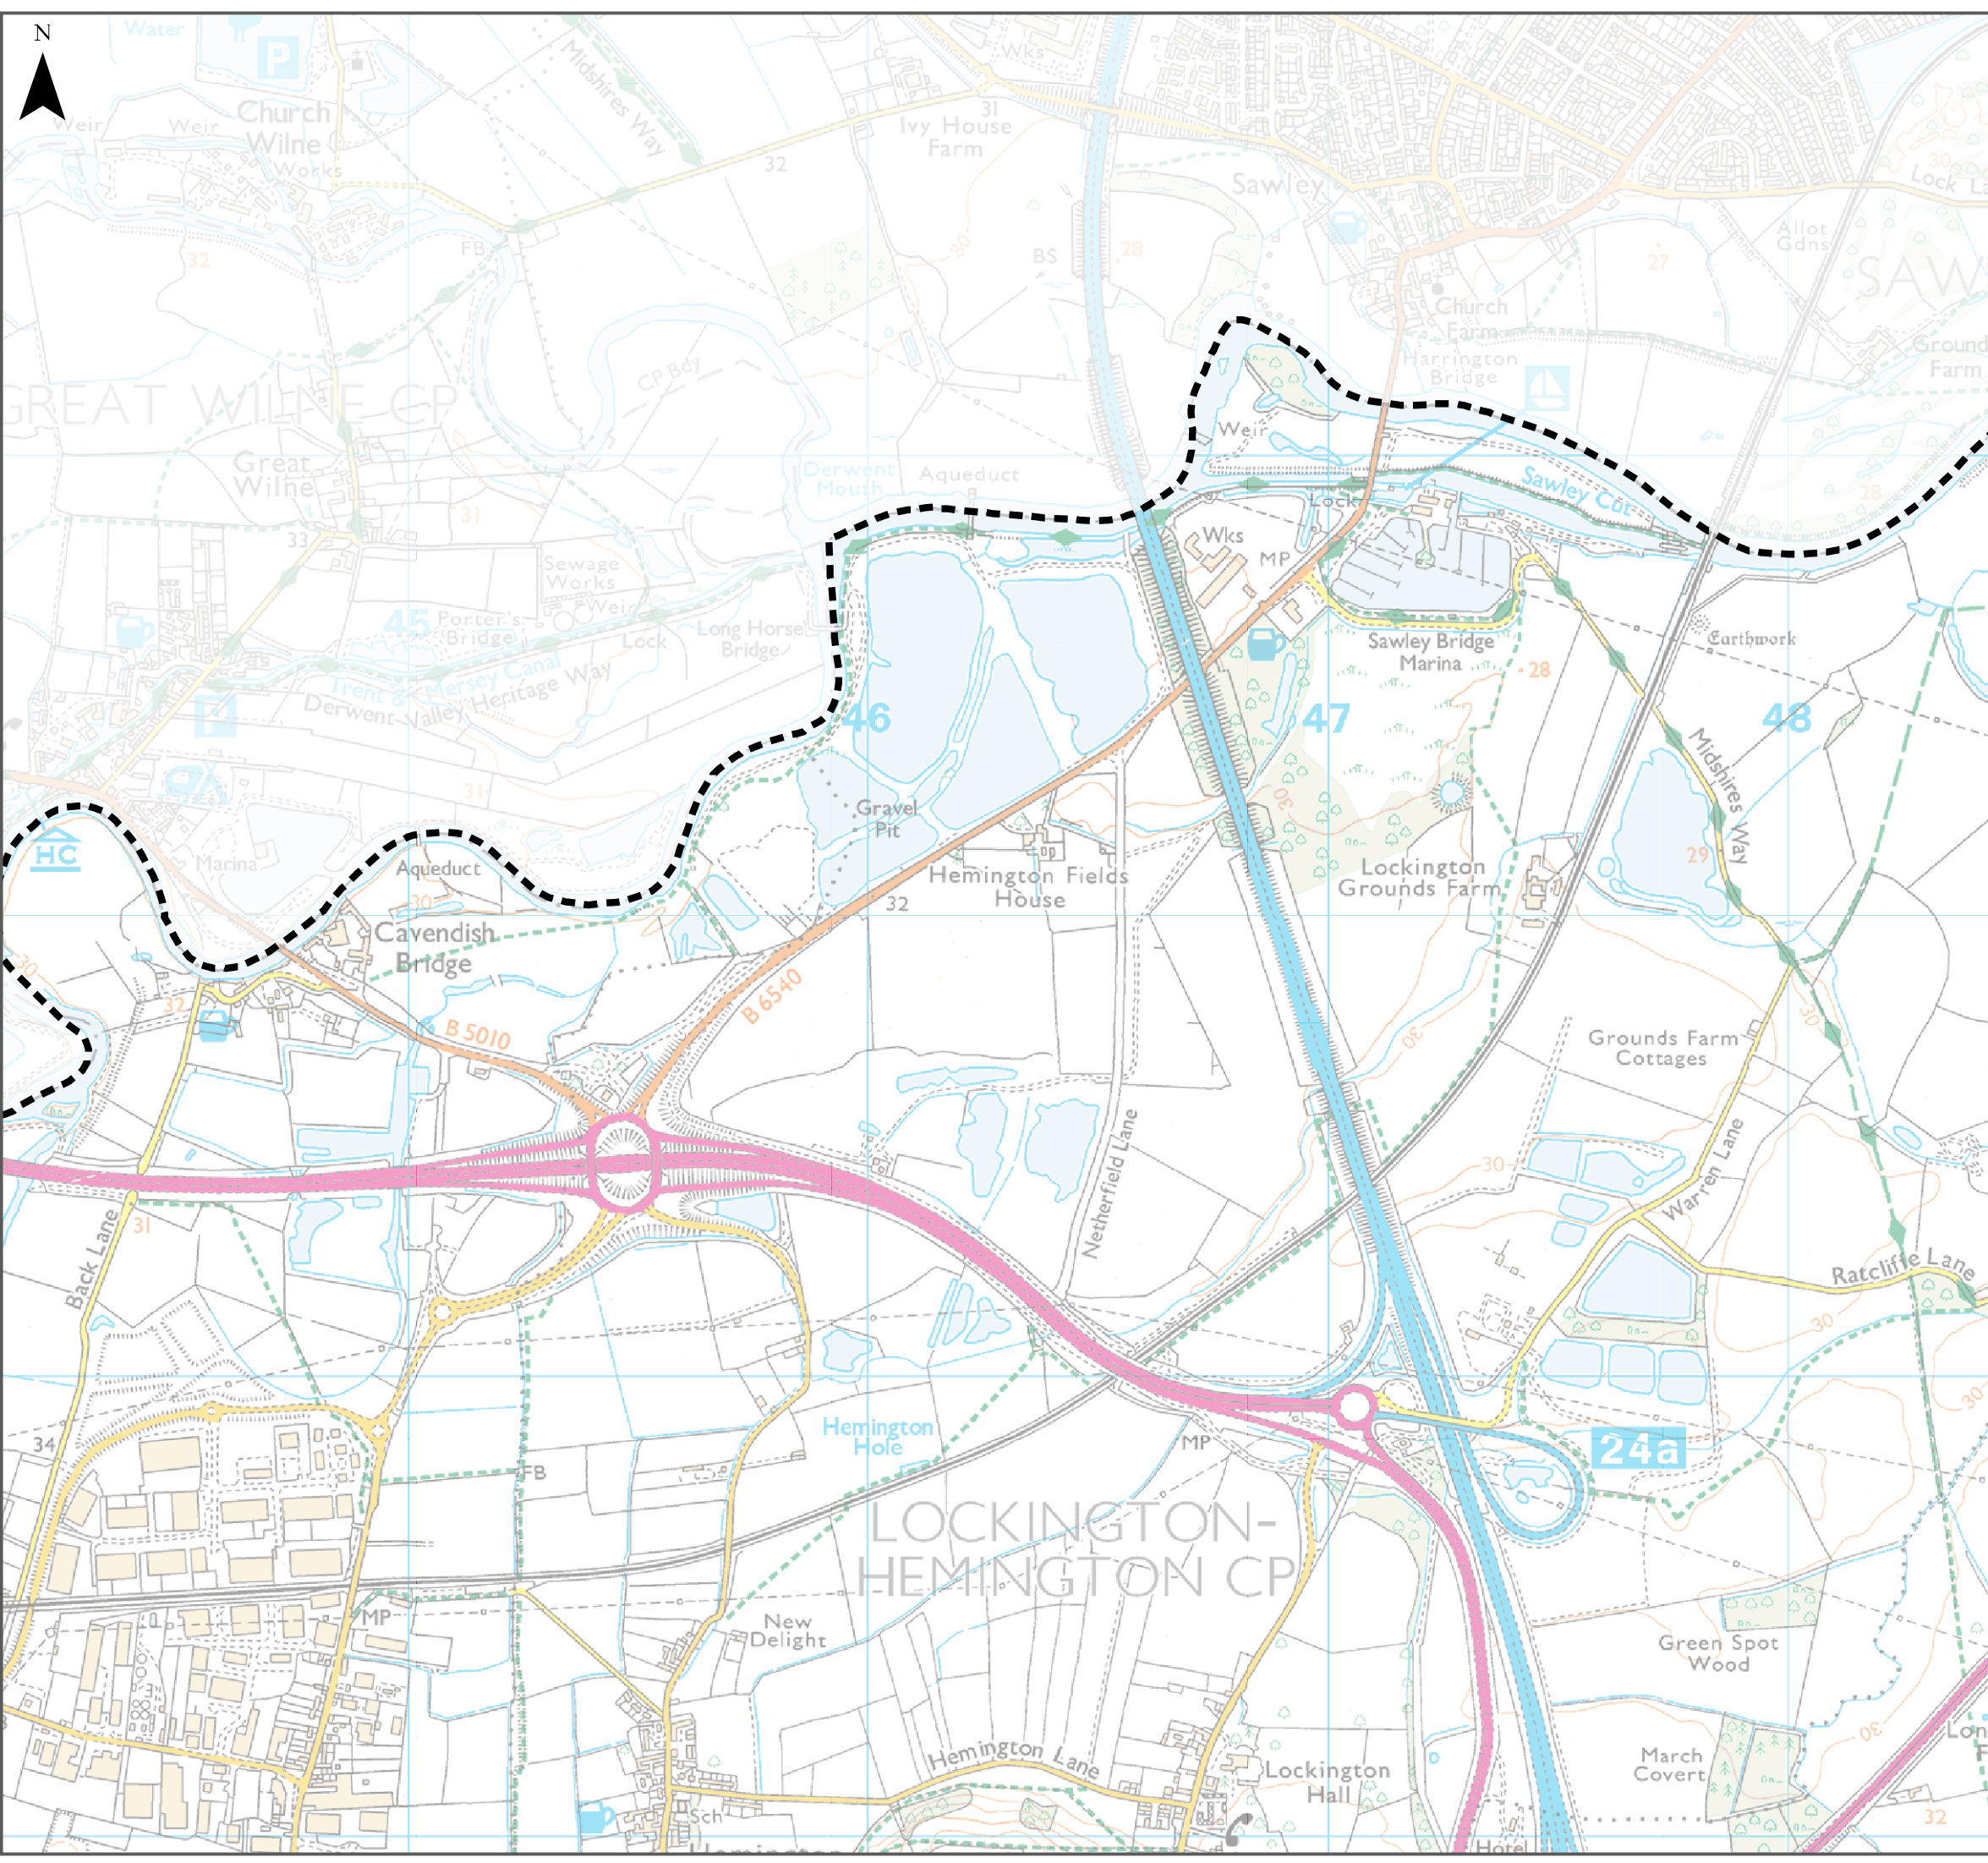 N
Water
P
Midshires Way
Wks
Church
Wilne
Weir
Weir
Works
31
Ivy House
Farm
32
Sawley
30
Lock L
FB
32
30
BS
28
27
Allot
Gdns
SAW
Church
Farm
Harrington
Bridge
Ground
Farm
GREAT WILNE CP
CP Bdy
Great
Wilne
Weir
Derwent
Mouth
Aqueduct
Sawley Cut
28
31
33
Lock
Wks
MP
Sewage
Works
Weir
45
Porter's
Bridge
Lock
Long Horse
Bridge
Trent & Mersey Canal
Derwent Valley Heritage Way
Sawley Bridge
Marina
28
Earthwork
46
47
48
P
Midshires Way
31
30
Gravel
Pit
HC
Marina
Aqueduct
30
Hemington Fields
House
32
Lockington
Grounds Farm
29
Cavendish
Bridge
30
32
B 6540
B 5010
30
30
Grounds Farm
Cottages
Netherfield Lane
30
Warren Lane
Back Lane
31
Ratcliffe Lane
30
30
Hemington
Hole
34
MP
24a
FB
LOCKINGTON-
HEMINGTON CP
MP
New
Delight
Green Spot
Wood
30
Lon
F
Hemington Lane
Lockington
Hall
March
Covert
Sch
32
Hemington
Hotel